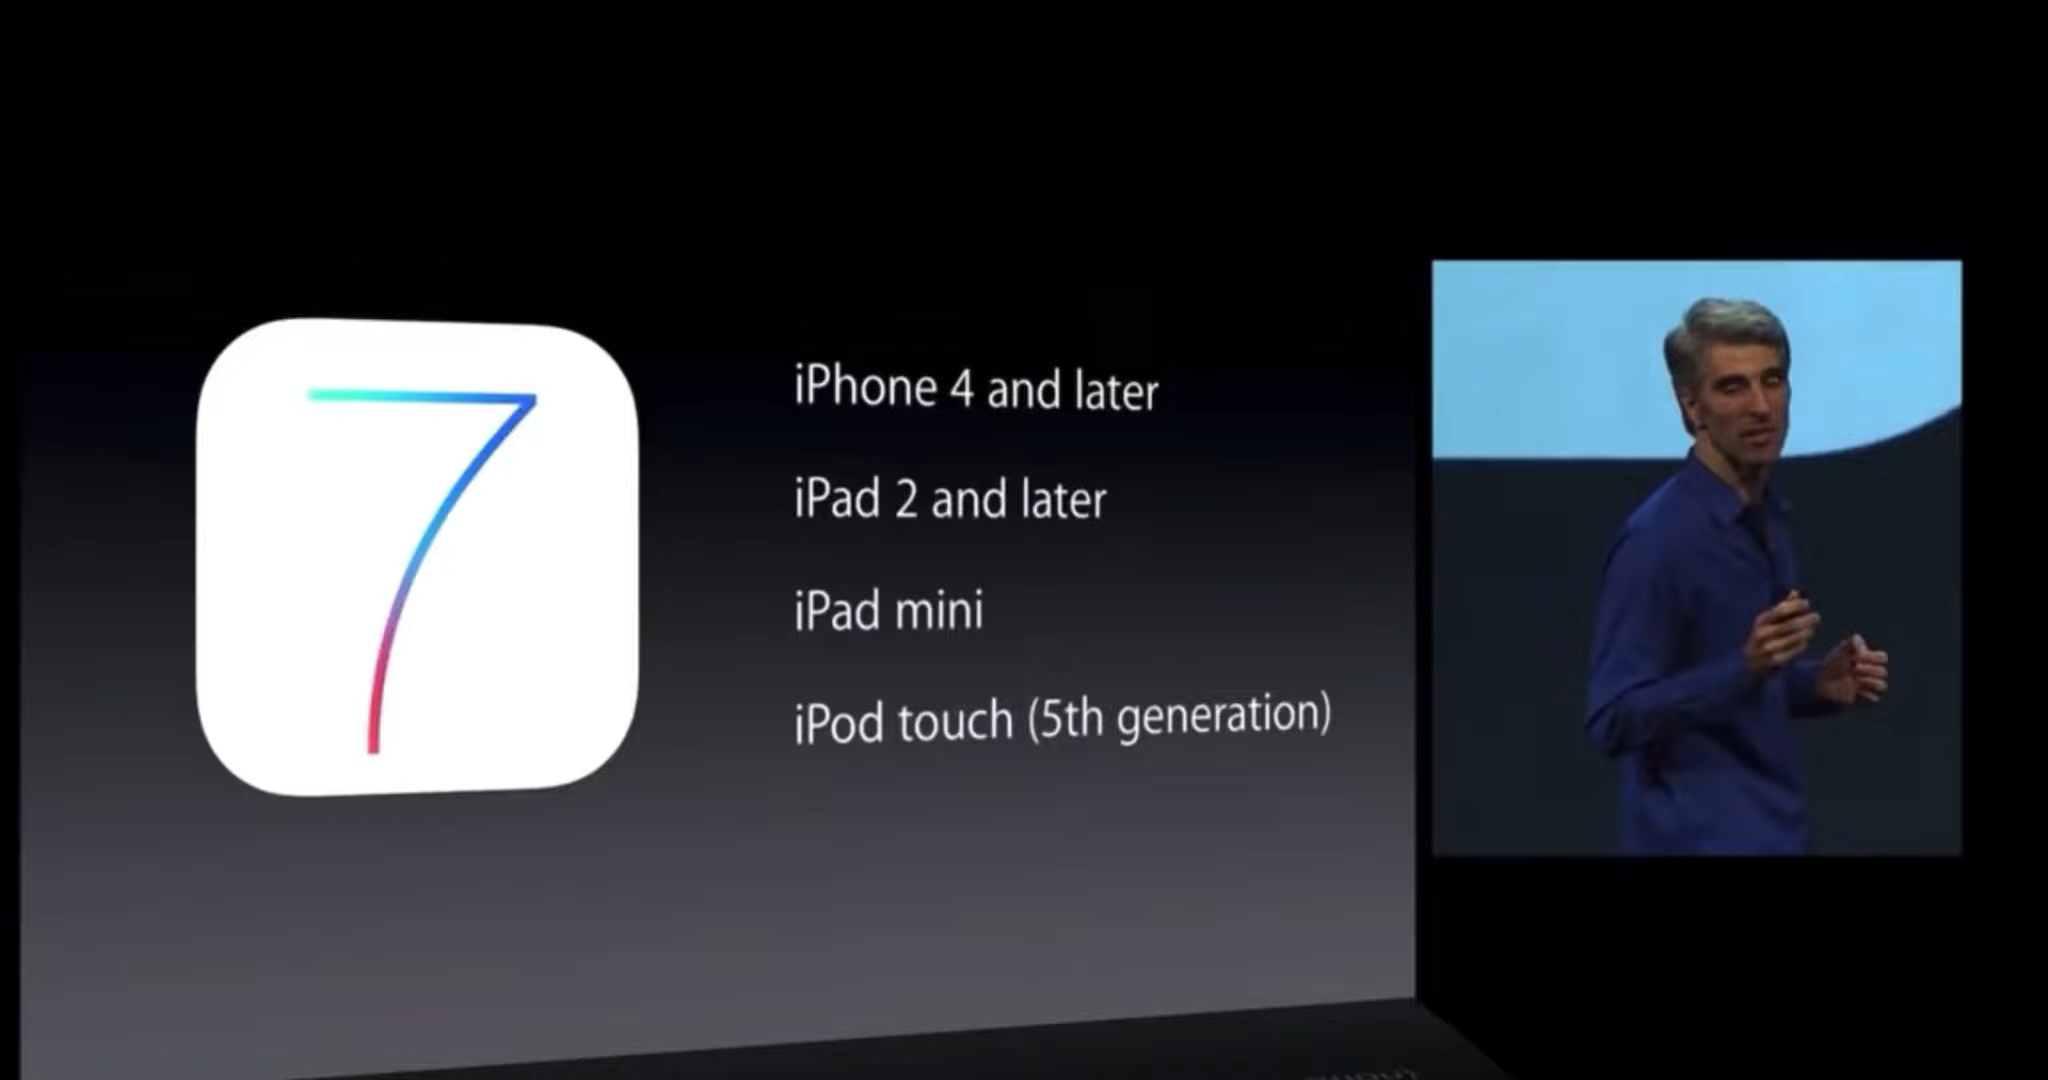 7
iPhone 4 and later
iPad 2 and later
iPad mini
iPod touch (5th generation)